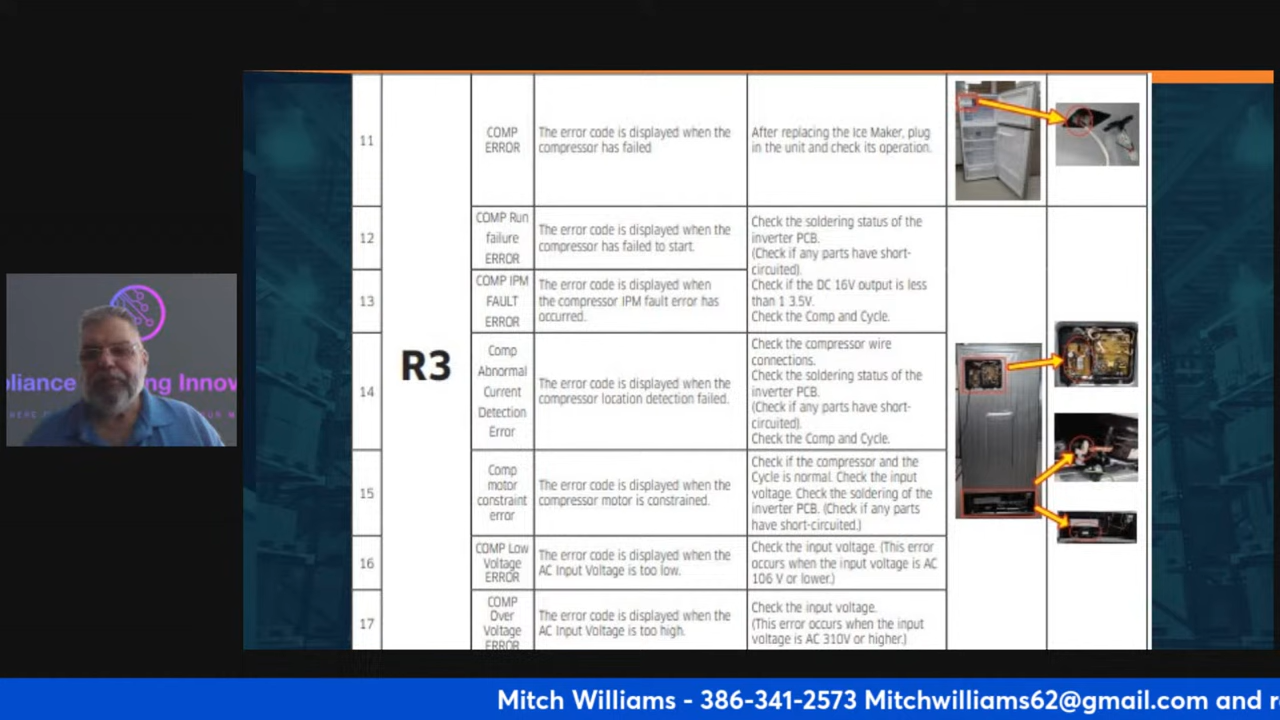 11
COMP
ERROR
The error code is displayed when the
compressor has failed
After replacing the Ice Maker, plug
in the unit and check its operation.
12
COMP Run
failure
ERROR
The error code is displayed when the
compressor has failed to start.
Check the soldering status of the
inverter PCB.
(Check if any parts have short-
circuited).
Check if the DC 16V output is less
than 1 3.5V.
Check the Comp and Cycle.
13
COMP IPM
FAULT
ERROR
The error code is displayed when
the compressor IPM fault error has
occurred.
R3
14
Comp
Abnormal
Current
Detection
Error
The error code is displayed when the
compressor location detection failed.
Check the compressor wire
connections.
Check the soldering status of the
inverter PCB.
(Check if any parts have short-
circuited).
Check the Comp and Cycle.
15
Comp
motor
constraint
error
The error code is displayed when the
compressor motor is constrained.
Check if the compressor and the
Cycle is normal. Check the input
voltage. Check the soldering of the
inverter PCB. (Check if any parts
have short-circuited.)
16
COMP Low
Voltage
ERROR
The error code is displayed when the
AC Input Voltage is too low.
Check the input voltage. (This error
occurs when the input voltage is AC
106 V or lower.)
17
COMP
Over
Voltage
ERROR
The error code is displayed when the
AC Input Voltage is too high.
Check the input voltage.
(This error occurs when the input
voltage is AC 310V or higher.)
pliance ng Innov
Mitch Williams - 386-341-2573 Mitchwilliams62@gmail.com and r